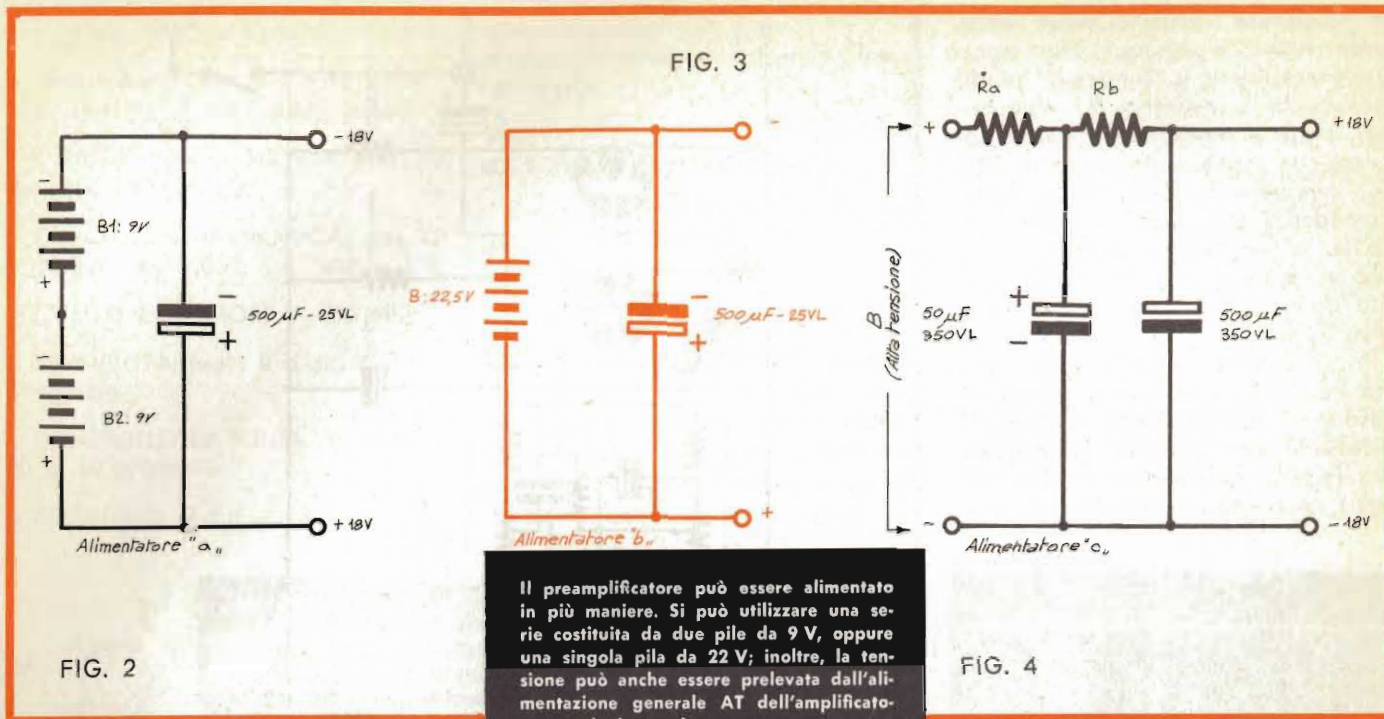 FIG. 3
Ra
Rb
- 18V
-
+
+18V
-
B1: 9V
+
-
500µF - 25VL
+
-
B2. 9V
+
+ 18V
Alimentatore "a„
B: 22,5V
-
500µF - 25VL
+
+
Alimentatore "b„
B
(Alta tensione)
50µF
350VL
+
-
500µF
350VL
-
- 18V
Alimentatore "c„
FIG. 2
Il preamplificatore può essere alimentato
in più maniere. Si può utilizzare una se-
rie costituita da due pile da 9 V, oppure
una singola pila da 22 V; inoltre, la ten-
sione può anche essere prelevata dall'ali-
mentazione generale AT dell'amplificato-
FIG. 4